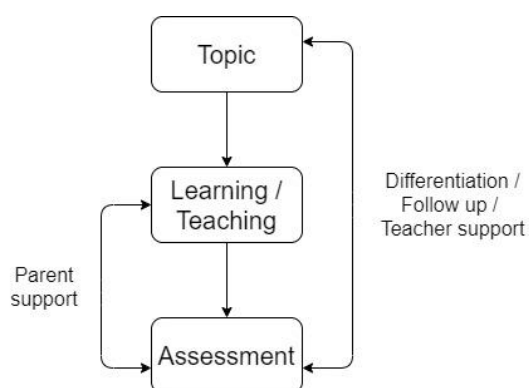 Topic
Learning /
Teaching
Differentiation /
Follow up /
Teacher support
Parent
support
Assessment